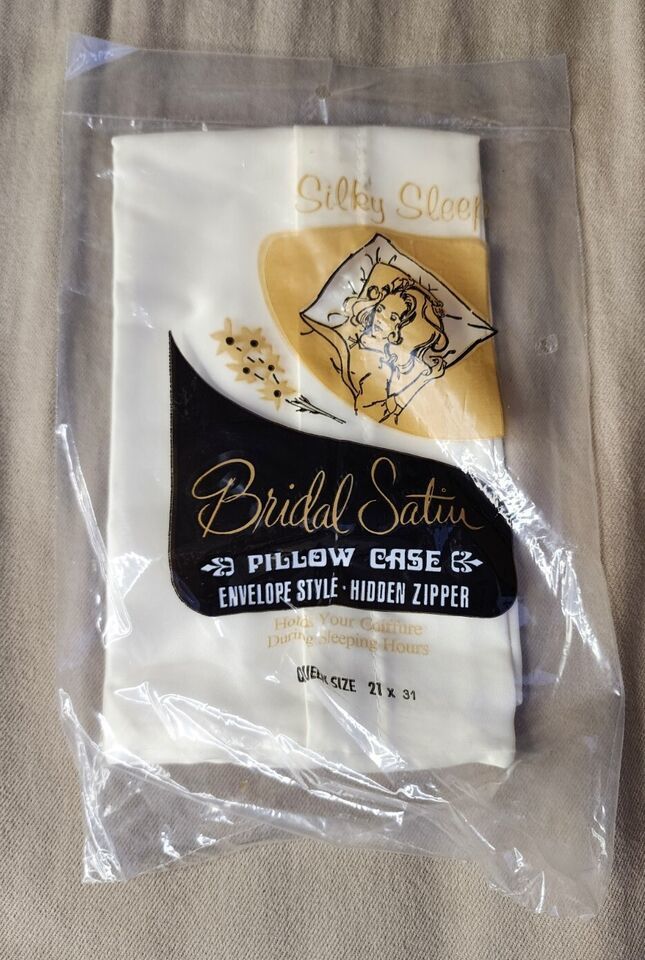 Silky Sleep
Bridal Satin
PILLOW CASE
ENVELOPE STYLE · HIDDEN ZIPPER
Holds Your Coiffure
During Sleeping Hours
QUEEN SIZE 21 x 31